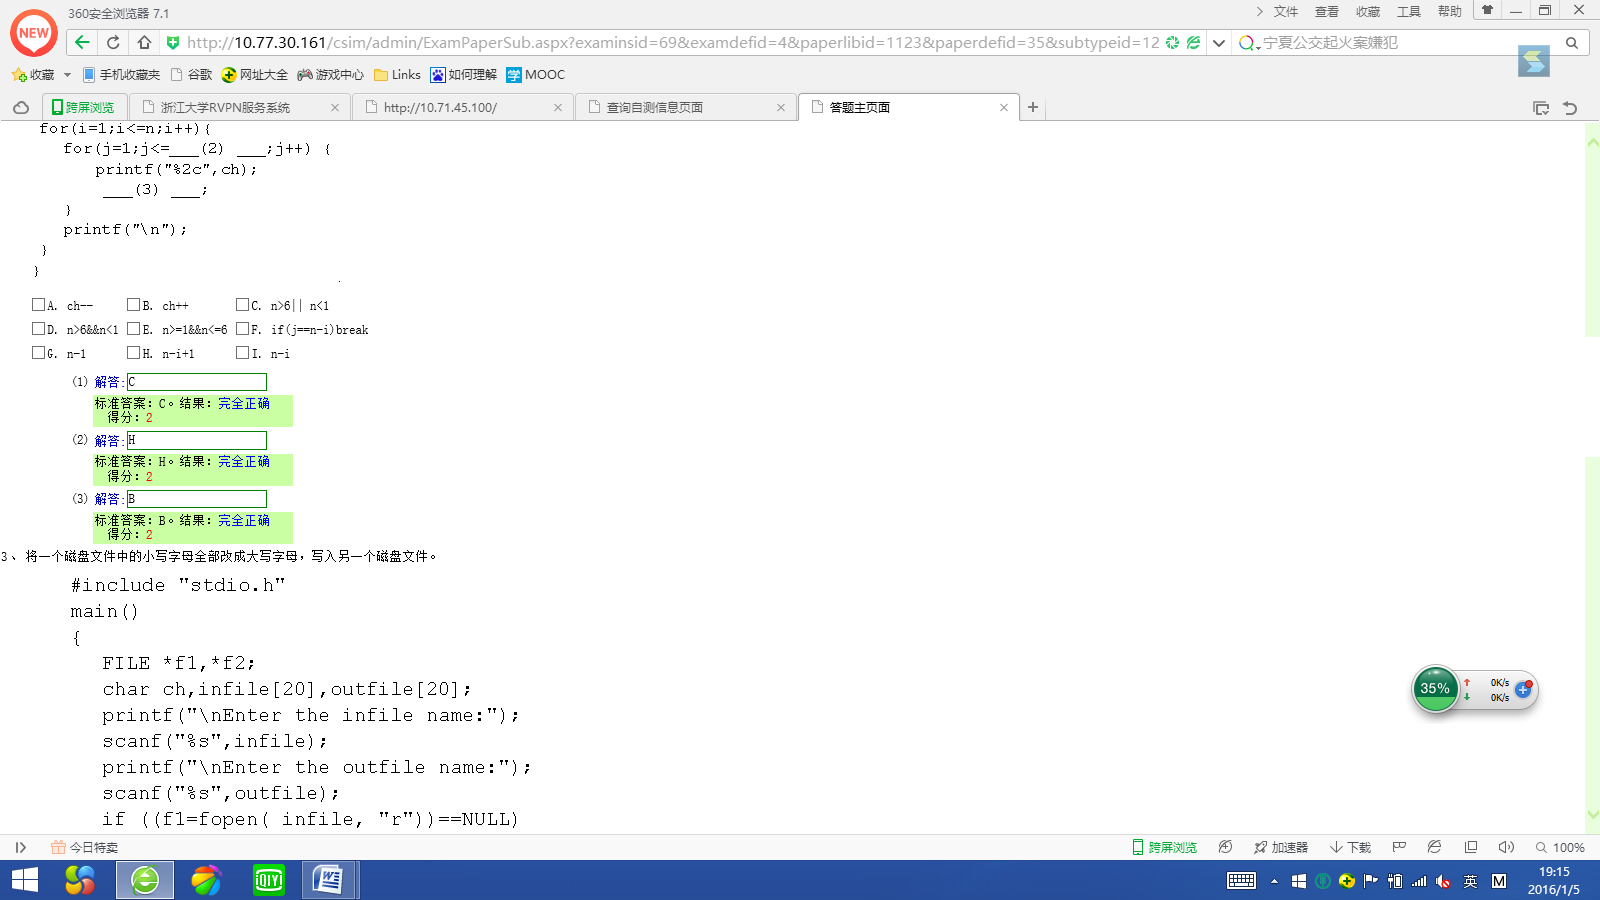 360安全浏览器 7.1
文件 查看 收藏 工具 帮助
NEW
http://10.77.30.161/csim/admin/ExamPaperSub.aspx?examinsid=69&examdefid=4&paperlibid=1123&paperdefid=35&subtypeid=12
宁夏公交起火案嫌犯
收藏 手机收藏夹 谷歌 网址大全 游戏中心 Links 如何理解 学 MOOC
跨屏浏览 浙江大学RVPN服务系统 http://10.71.45.100/ 查询自测信息页面 答题主页面
for(i=1;i<=n;i++){
for(j=1;j<=___(2) ___;j++) {
printf("%2c",ch);
___(3) ___;
}
printf("\n");
}
}
A. ch-- B. ch++ C. n>6|| n<1
D. n>6&&n<1 E. n>=1&&n<=6 F. if(j==n-i)break
G. n-1 H. n-i+1 I. n-i
(1) 解答:C
标准答案：C。结果：完全正确
得分：2
(2) 解答:H
标准答案：H。结果：完全正确
得分：2
(3) 解答:B
标准答案：B。结果：完全正确
得分：2
3、将一个磁盘文件中的小写字母全部改成大写字母，写入另一个磁盘文件。
#include "stdio.h"
main()
{
FILE *f1,*f2;
char ch,infile[20],outfile[20];
printf("\nEnter the infile name:");
scanf("%s",infile);
printf("\nEnter the outfile name:");
scanf("%s",outfile);
if ((f1=fopen( infile, "r"))==NULL)
35% 0K/s
0K/s
今日特卖 跨屏浏览 加速器 下载 100%
QIY 英 M 19:15
2016/1/5